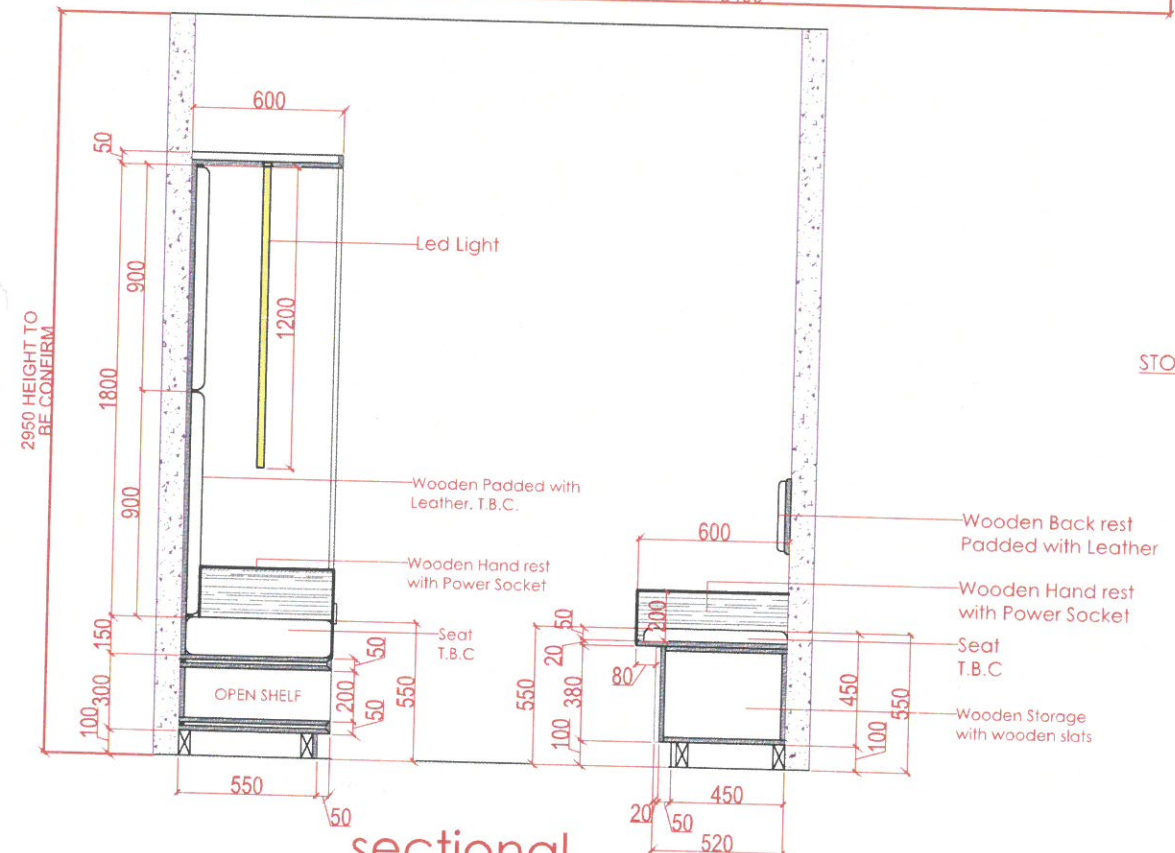 600
50
Led Light
900
1200
1800
2950 HEIGHT TO
BE CONFIRM
STO
900
Wooden Padded with
Leather. T.B.C.
Wooden Hand rest
with Power Socket
600
Wooden Back rest
Padded with Leather
Wooden Hand rest
with Power Socket
150
Seat
T.B.C
50
550
300
OPEN SHELF
200
50
100
550
50
50
200
20
80
550
380
100
Seat
T.B.C
450
550
100
Wooden Storage
with wooden slats
20
50
450
520
sectional